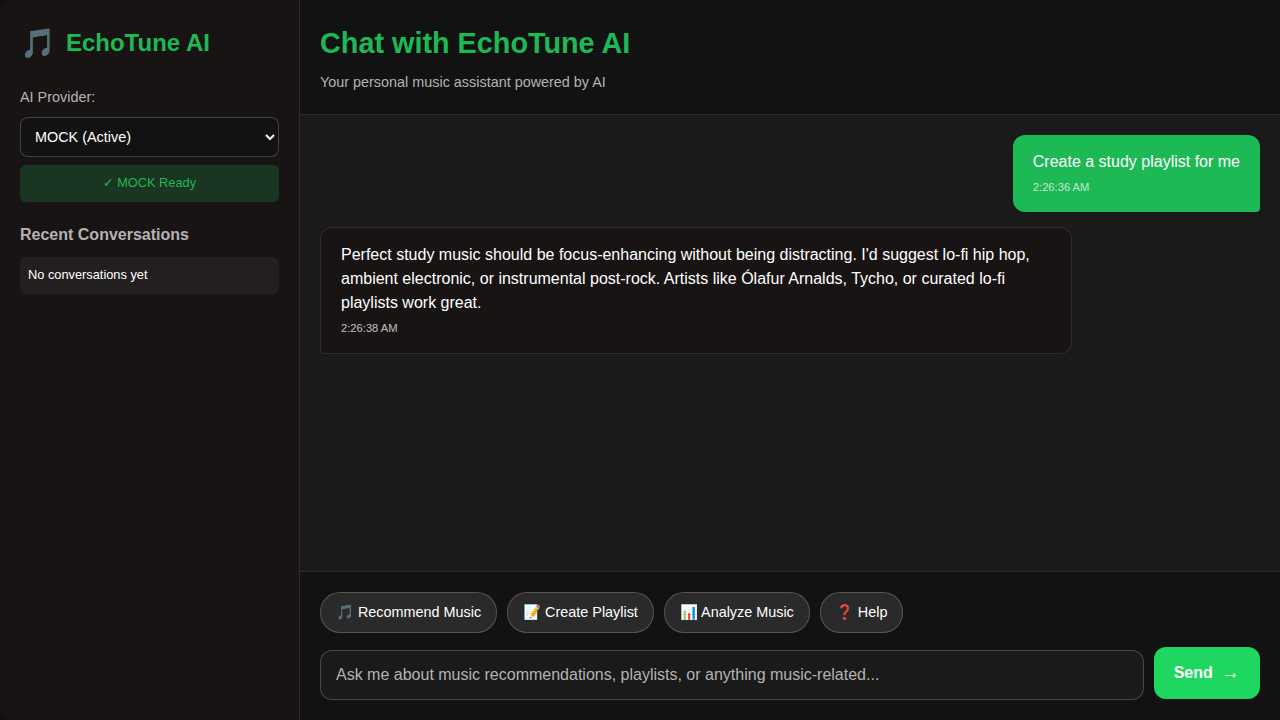 EchoTune AI
AI Provider:
MOCK (Active)
✓ MOCK Ready
Recent Conversations
No conversations yet
Chat with EchoTune AI
Your personal music assistant powered by AI
Create a study playlist for me
2:26:36 AM
Perfect study music should be focus-enhancing without being distracting. I'd suggest lo-fi hip hop,
ambient electronic, or instrumental post-rock. Artists like Ólafur Arnalds, Tycho, or curated lo-fi
playlists work great.
2:26:38 AM
Recommend Music
Create Playlist
Analyze Music
Help
Ask me about music recommendations, playlists, or anything music-related...
Send →